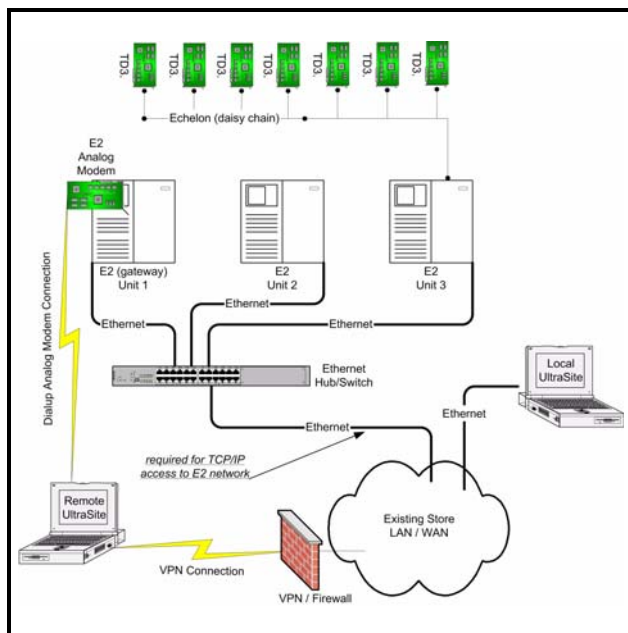 TD3.
TD3.
TD3.
TD3.
TD3.
TD3.
TD3.
Echelon (daisy chain)
E2
Analog
Modem
E2 (gateway)
Unit 1
E2
Unit 2
E2
Unit 3
Ethernet
Ethernet
Ethernet
Dialup Analog Modem Connection
Ethernet
Hub/Switch
Local
UltraSite
Ethernet
Ethernet
required for TCP/IP
access to E2 network
Remote
UltraSite
Existing Store
LAN / WAN
VPN Connection
VPN / Firewall